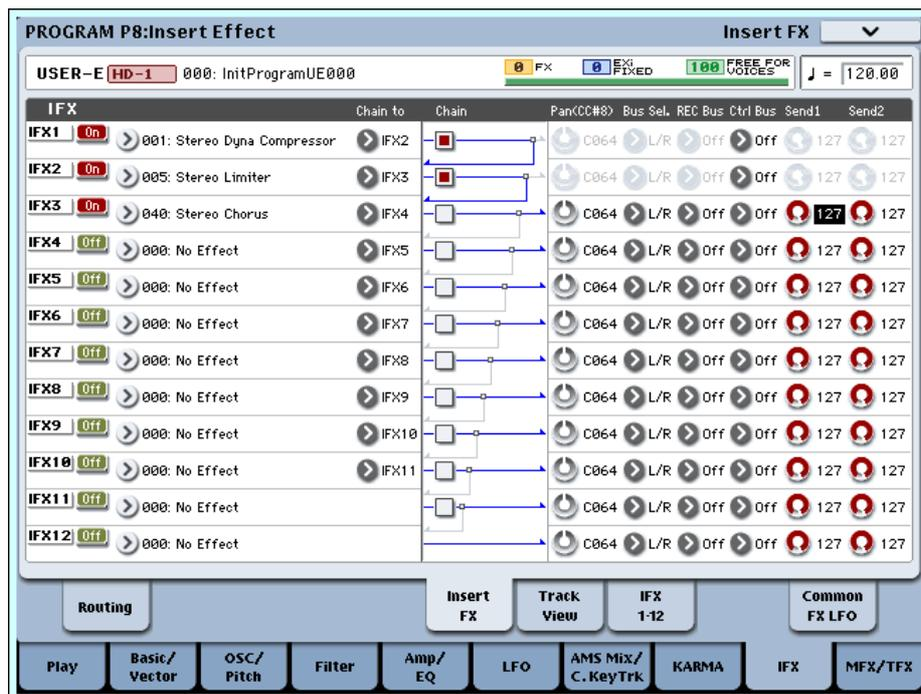 PROGRAM P8:Insert Effect Insert FX
USER-E HD-1 000: InitProgramUE000 0 FX 0 EXi FIXED 100 FREE FOR VOICES ♩ = 120.00
IFX Chain to Chain Pan(CC#8) Bus Sel. REC Bus Ctrl Bus Send1 Send2
IFX1 On 001: Stereo Dyna Compressor IFX2 C064 L/R Off Off 127 127
IFX2 On 005: Stereo Limiter IFX3 C064 L/R Off Off 127 127
IFX3 On 040: Stereo Chorus IFX4 C064 L/R Off Off 127 127
IFX4 Off 000: No Effect IFX5 C064 L/R Off Off 127 127
IFX5 Off 000: No Effect IFX6 C064 L/R Off Off 127 127
IFX6 Off 000: No Effect IFX7 C064 L/R Off Off 127 127
IFX7 Off 000: No Effect IFX8 C064 L/R Off Off 127 127
IFX8 Off 000: No Effect IFX9 C064 L/R Off Off 127 127
IFX9 Off 000: No Effect IFX10 C064 L/R Off Off 127 127
IFX10 Off 000: No Effect IFX11 C064 L/R Off Off 127 127
IFX11 Off 000: No Effect C064 L/R Off Off 127 127
IFX12 Off 000: No Effect C064 L/R Off Off 127 127
Routing Insert FX Track View IFX 1-12 Common FX LFO
Play Basic/ Vector OSC/ Pitch Filter Amp/ EQ LFO AMS Mix/ C.KeyTrk KARMA IFX MFX/TFX